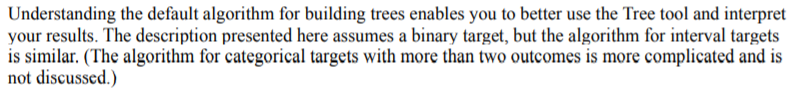 Understanding the default algorithm for building trees enables you to better use the Tree tool and interpret
your results. The description presented here assumes a binary target, but the algorithm for interval targets
is similar. (The algorithm for categorical targets with more than two outcomes is more complicated and is
not discussed.)